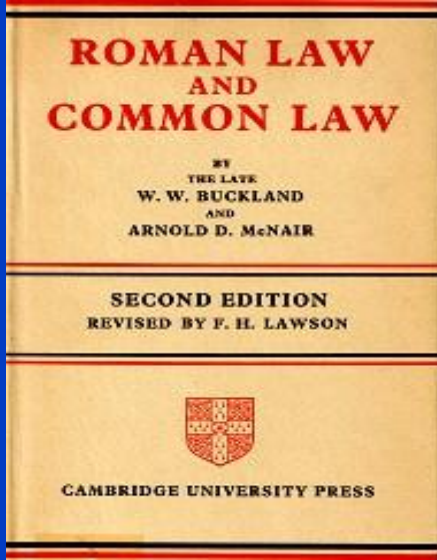 ROMAN LAW
AND
COMMON LAW
BY
THE LATE
W. W. BUCKLAND
AND
ARNOLD D. McNAIR
SECOND EDITION
REVISED BY F. H. LAWSON
CAMBRIDGE UNIVERSITY PRESS